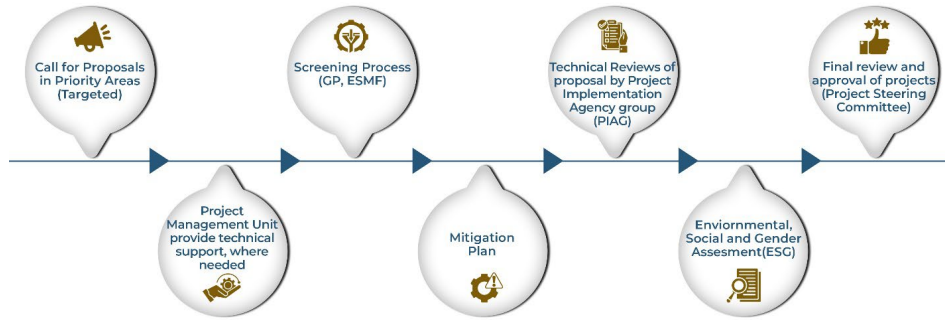 Call for Proposals
in Priority Areas
(Targeted)
Project
Management Unit
provide technical
support, where
needed
Screening Process
(GP, ESMF)
Mitigation
Plan
Technical Reviews of
proposal by Project
Implementation
Agency group
(PIAG)
Enviornmental,
Social and Gender
Assesment(ESG)
Final review and
approval of projects
(Project Steering
Committee)